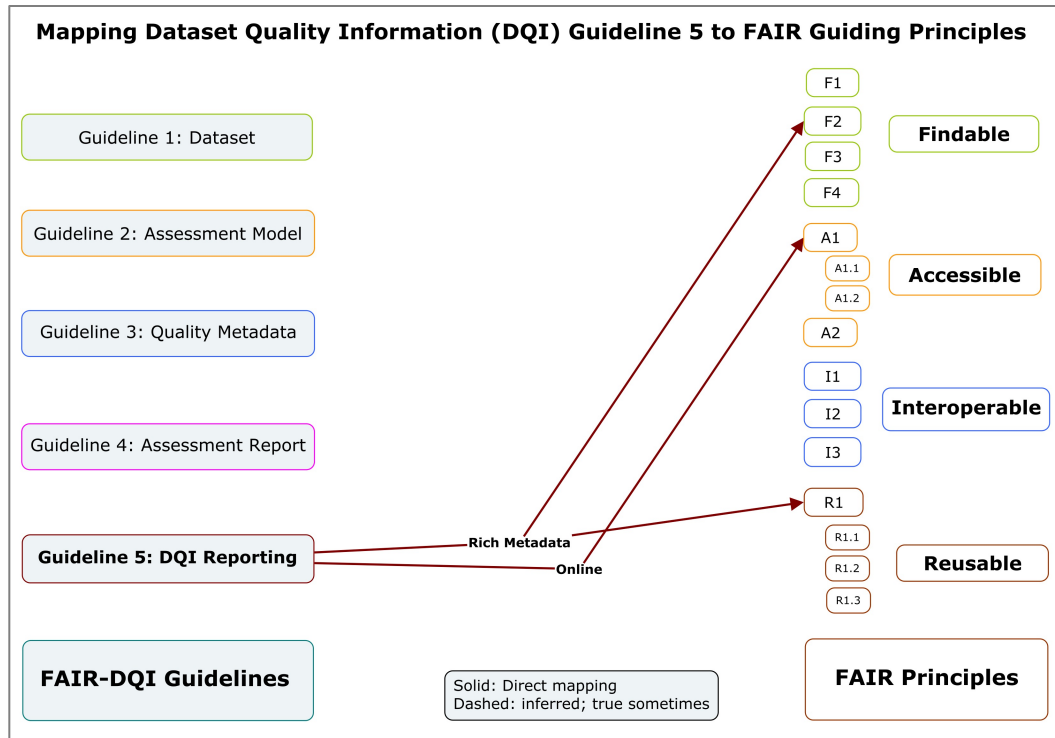 Mapping Dataset Quality Information (DQI) Guideline 5 to FAIR Guiding Principles
Guideline 1: Dataset
Guideline 2: Assessment Model
Guideline 3: Quality Metadata
Guideline 4: Assessment Report
Guideline 5: DQI Reporting
FAIR-DQI Guidelines
Rich Metadata
Online
Solid: Direct mapping
Dashed: inferred; true sometimes
F1
F2
F3
F4
Findable
A1
A1.1
A1.2
A2
Accessible
I1
I2
I3
Interoperable
R1
R1.1
R1.2
R1.3
Reusable
FAIR Principles